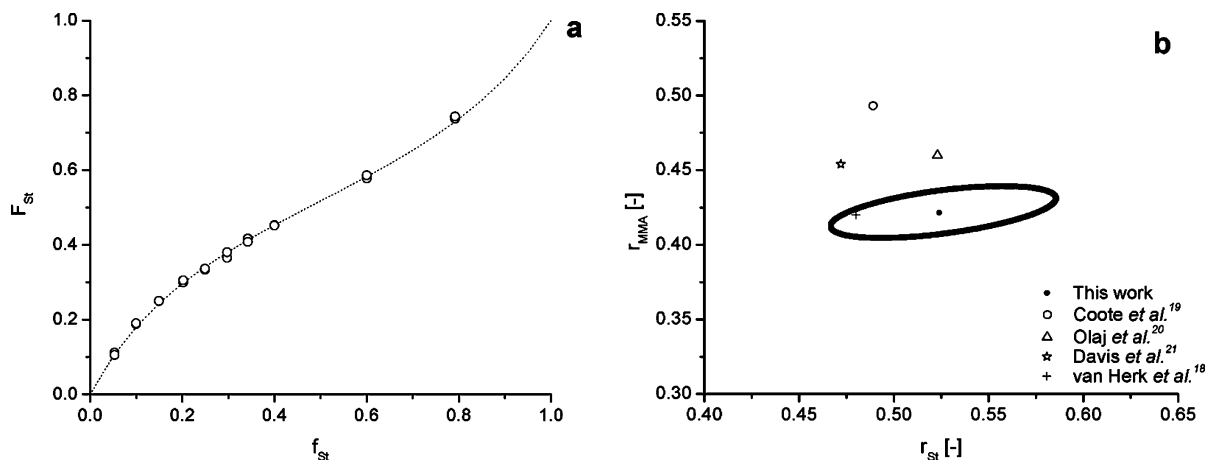 a
1.0
0.8
0.6
0.4
0.2
0.0
F_St
0.0 0.2 0.4 0.6 0.8 1.0
f_St
b
0.55
0.50
0.45
0.40
0.35
0.30
r_MMA [-]
This work
Coote et al.19
Olaj et al.20
Davis et al.21
van Herk et al.18
0.40 0.45 0.50 0.55 0.60 0.65
r_St [-]